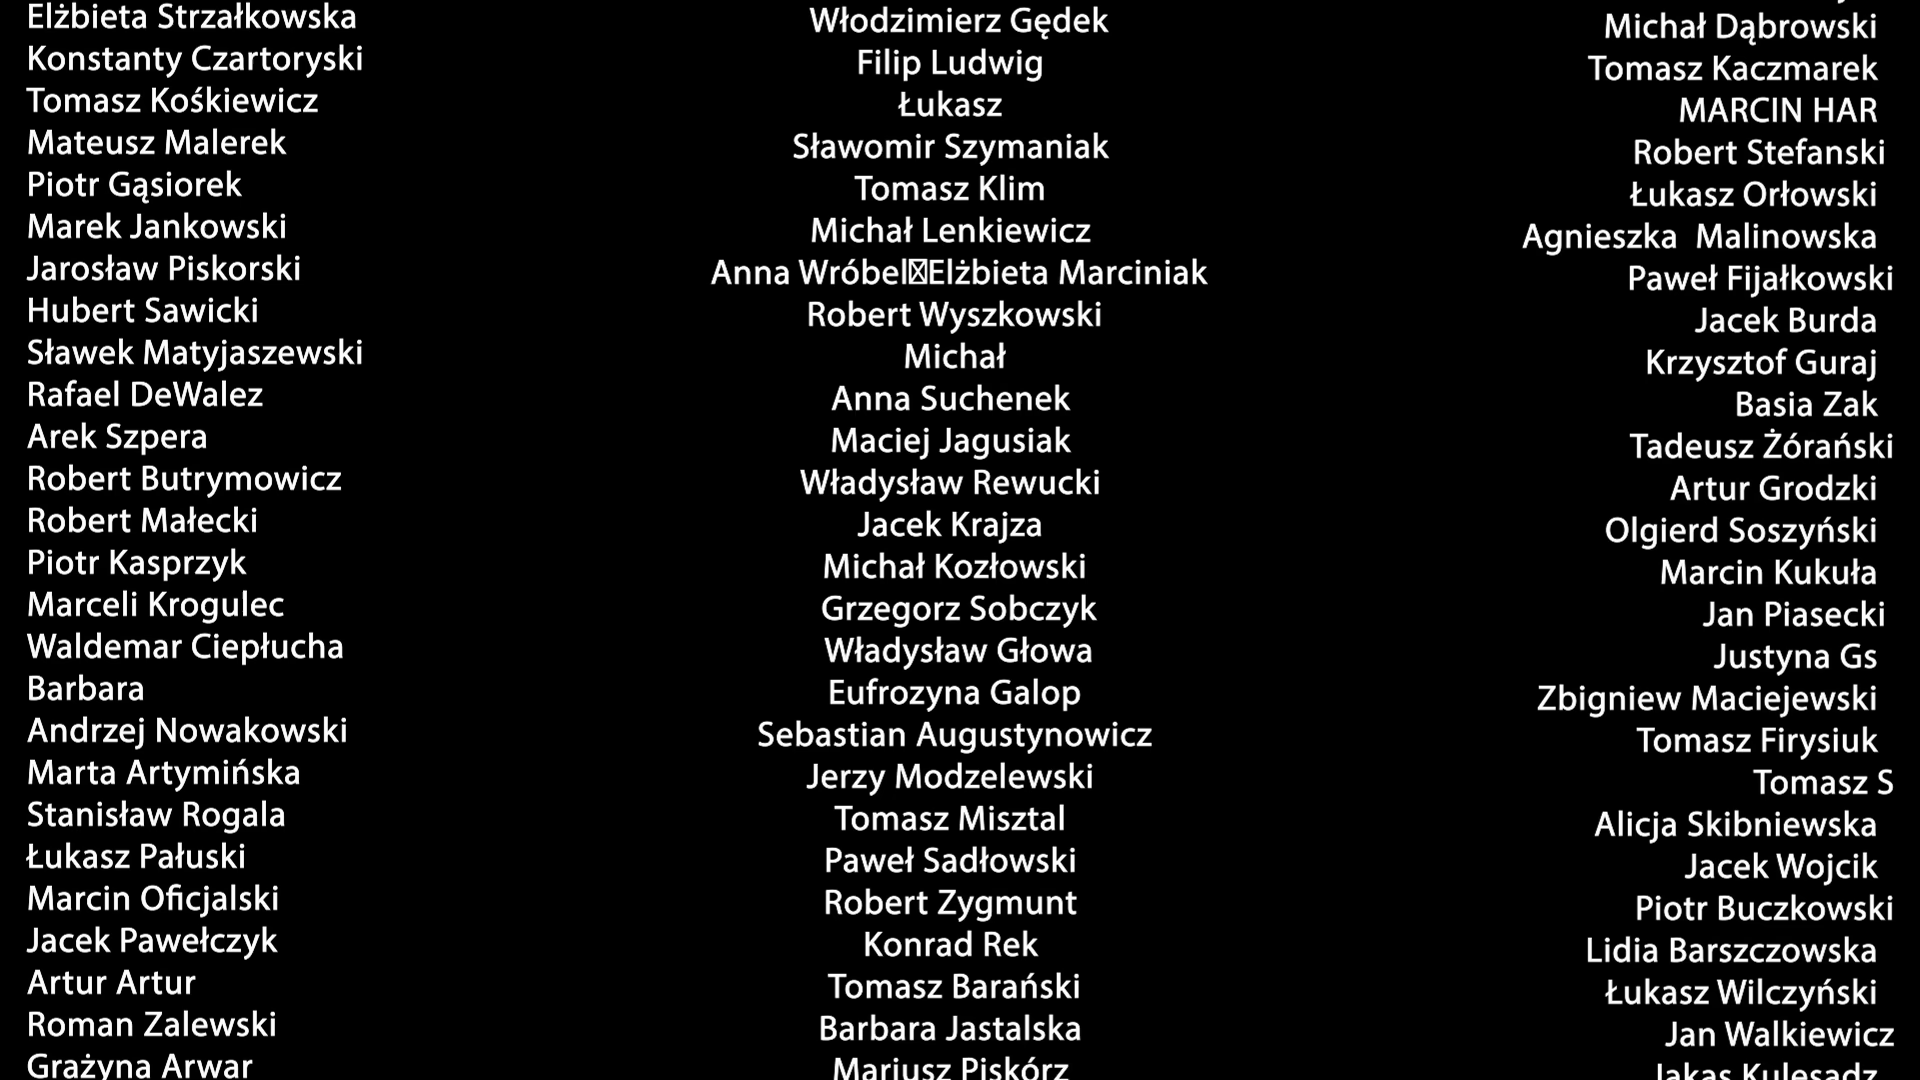 Elżbieta Strzałkowska
Konstanty Czartoryski
Tomasz Kośkiewicz
Mateusz Malerek
Piotr Gąsiorek
Marek Jankowski
Jarosław Piskorski
Hubert Sawicki
Sławek Matyjaszewski
Rafael DeWalez
Arek Szpera
Robert Butrymowicz
Robert Małecki
Piotr Kasprzyk
Marceli Krogulec
Waldemar Ciepłucha
Barbara
Andrzej Nowakowski
Marta Artymińska
Stanisław Rogala
Łukasz Pałuski
Marcin Oficjalski
Jacek Pawełczyk
Artur Artur
Roman Zalewski
Grażyna Arwar
Włodzimierz Gędek
Filip Ludwig
Łukasz
Sławomir Szymaniak
Tomasz Klim
Michał Lenkiewicz
Anna Wróbel Elżbieta Marciniak
Robert Wyszkowski
Michał
Anna Suchenek
Maciej Jagusiak
Władysław Rewucki
Jacek Krajza
Michał Kozłowski
Grzegorz Sobczyk
Władysław Głowa
Eufrozyna Galop
Sebastian Augustynowicz
Jerzy Modzelewski
Tomasz Misztal
Paweł Sadłowski
Robert Zygmunt
Konrad Rek
Tomasz Barański
Barbara Jastalska
Mariusz Piskórz
Michał Dąbrowski
Tomasz Kaczmarek
MARCIN HAR
Robert Stefanski
Łukasz Orłowski
Agnieszka  Malinowska
Paweł Fijałkowski
Jacek Burda
Krzysztof Guraj
Basia Zak
Tadeusz Żórański
Artur Grodzki
Olgierd Soszyński
Marcin Kukuła
Jan Piasecki
Justyna Gs
Zbigniew Maciejewski
Tomasz Firysiuk
Tomasz S
Alicja Skibniewska
Jacek Wojcik
Piotr Buczkowski
Lidia Barszczowska
Łukasz Wilczyński
Jan Walkiewicz